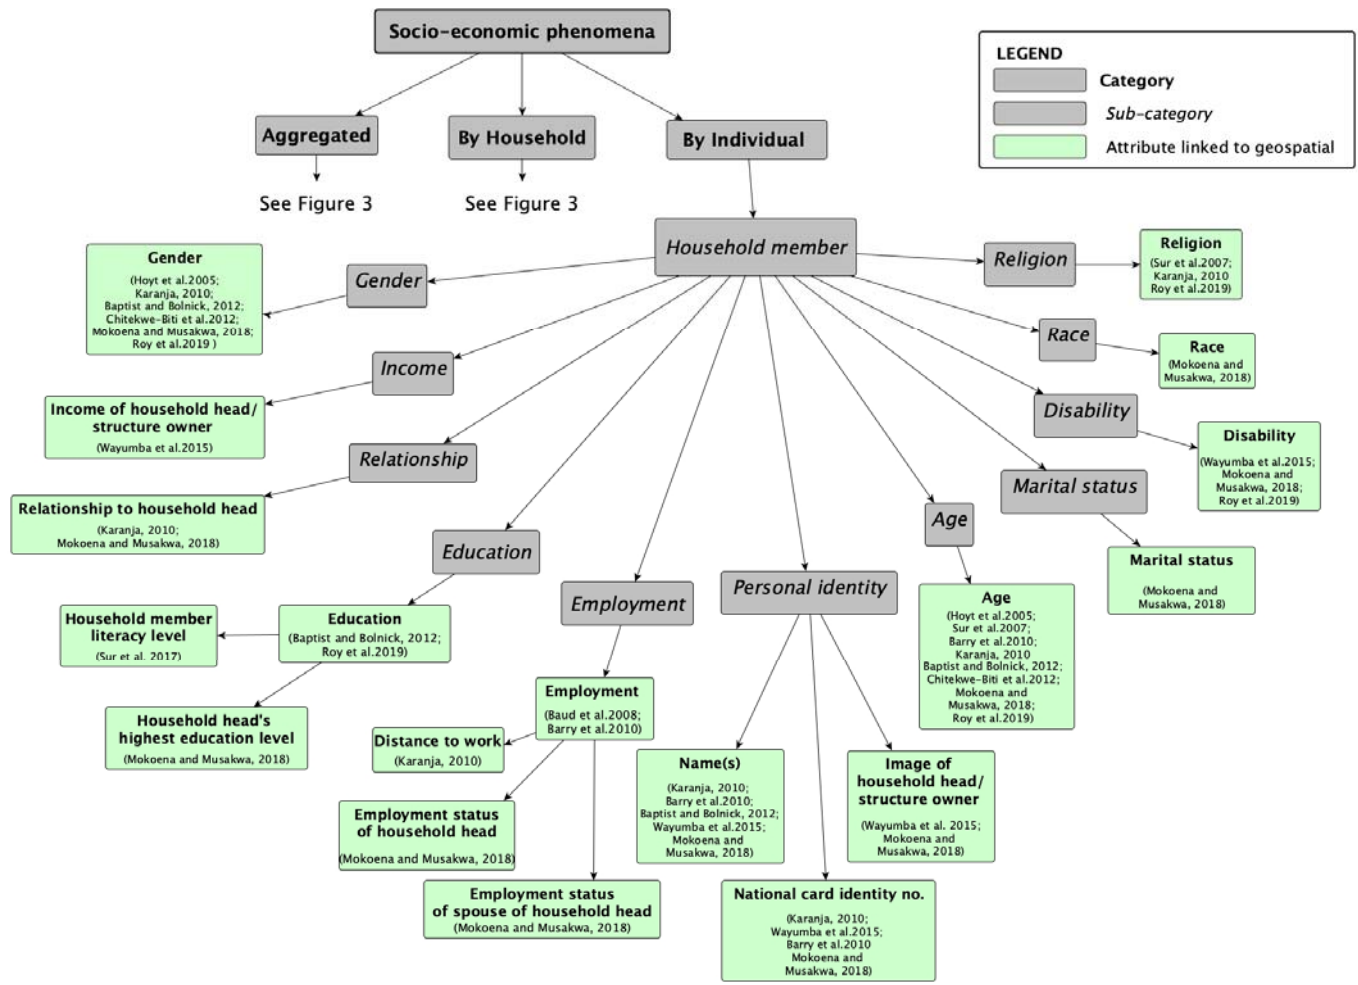 Socio-economic phenomena
LEGEND
Category
Sub-category
Attribute linked to geospatial
Aggregated
By Household
By Individual
See Figure 3
See Figure 3
Household member
Gender
(Hoyt et al.2005;
Karanja, 2010;
Baptist and Bolnick, 2012;
Chitekwe-Biti et al.2012;
Mokoena and Musakwa, 2018;
Roy et al.2019 )
Gender
Religion
Religion
(Sur et al.2007;
Karanja, 2010
Roy et al.2019)
Income
Income of household head/
structure owner
(Wayumba et al.2015)
Race
Race
(Mokoena and
Musakwa, 2018)
Relationship
Relationship to household head
(Karanja, 2010;
Mokoena and Musakwa, 2018)
Disability
Disability
(Wayumba et al.2015;
Mokoena and
Musakwa, 2018;
Roy et al.2019)
Marital status
Marital status
(Mokoena and
Musakwa, 2018)
Education
Education
(Baptist and Bolnick, 2012;
Roy et al.2019)
Household member
literacy level
(Sur et al. 2017)
Household head's
highest education level
(Mokoena and Musakwa, 2018)
Employment
Employment
(Baud et al.2008;
Barry et al.2010)
Distance to work
(Karanja, 2010)
Employment status
of household head
(Mokoena and Musakwa, 2018)
Employment status
of spouse of household head
(Mokoena and Musakwa, 2018)
Personal identity
Name(s)
(Karanja, 2010;
Barry et al.2010;
Baptist and Bolnick, 2012;
Wayumba et al.2015;
Mokoena and
Musakwa, 2018)
National card identity no.
(Karanja, 2010;
Wayumba et al.2015;
Barry et al.2010
Mokoena and
Musakwa, 2018)
Image of
household head/
structure owner
(Wayumba et al. 2015;
Mokoena and
Musakwa, 2018)
Age
Age
(Hoyt et al.2005;
Sur et al.2007;
Barry et al.2010;
Karanja, 2010
Baptist and Bolnick, 2012;
Chitekwe-Biti et al.2012;
Mokoena and
Musakwa, 2018;
Roy et al.2019)